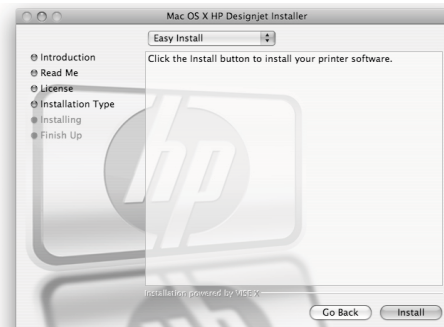 Mac OS X HP Designjet Installer
Easy Install
Introduction
Read Me
License
Installation Type
Installing
Finish Up
Click the Install button to install your printer software.
hp
Installation powered by VISE X
Go Back
Install